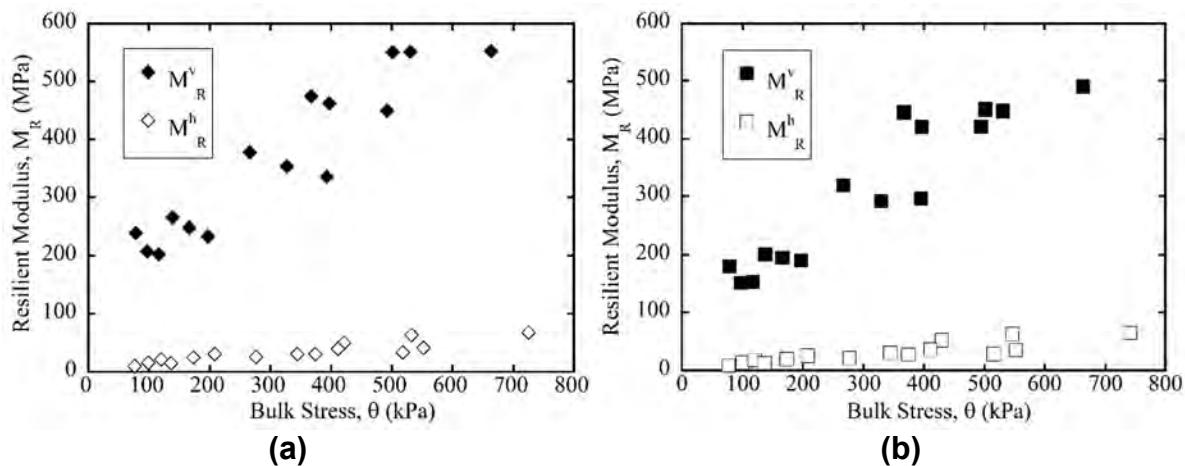 600
500
400
300
200
100
0
Resilient Modulus, M_R (MPa)
M^v_R
M^h_R
0 100 200 300 400 500 600 700 800
Bulk Stress, θ (kPa)
(a)
600
500
400
300
200
100
0
Resilient Modulus, M_R (MPa)
M^v_R
M^h_R
0 100 200 300 400 500 600 700 800
Bulk Stress, θ (kPa)
(b)